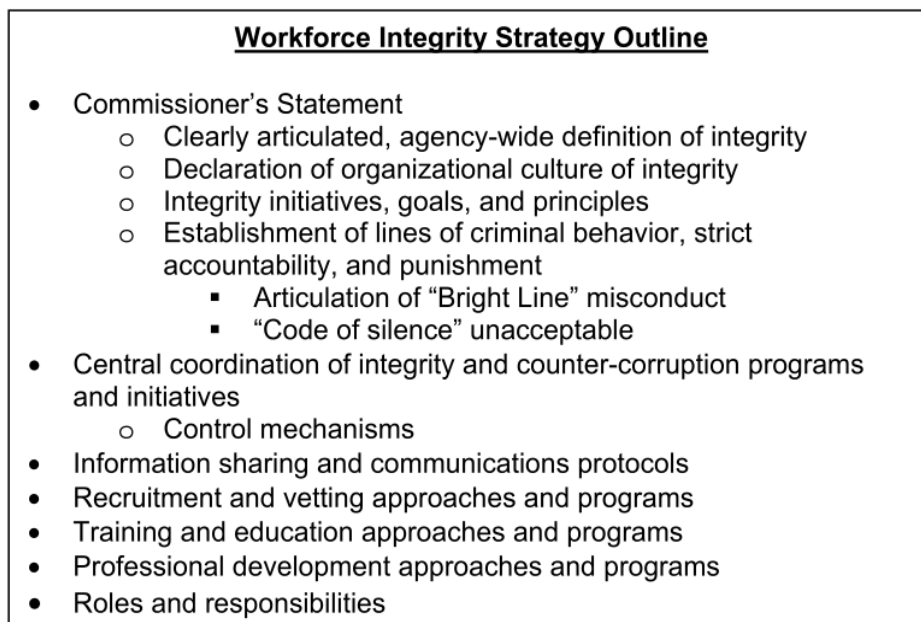 Workforce Integrity Strategy Outline
• Commissioner’s Statement
o Clearly articulated, agency-wide definition of integrity
o Declaration of organizational culture of integrity
o Integrity initiatives, goals, and principles
o Establishment of lines of criminal behavior, strict
accountability, and punishment
▪ Articulation of “Bright Line” misconduct
▪ “Code of silence” unacceptable
• Central coordination of integrity and counter-corruption programs
and initiatives
o Control mechanisms
• Information sharing and communications protocols
• Recruitment and vetting approaches and programs
• Training and education approaches and programs
• Professional development approaches and programs
• Roles and responsibilities